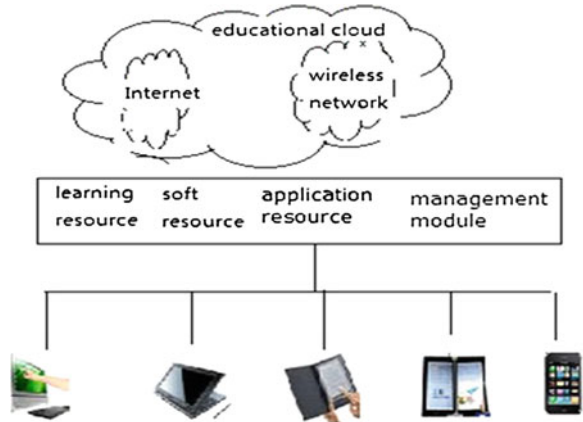 educational cloud
Internet
wireless
network
learning
resource
soft
resource
application
resource
management
module